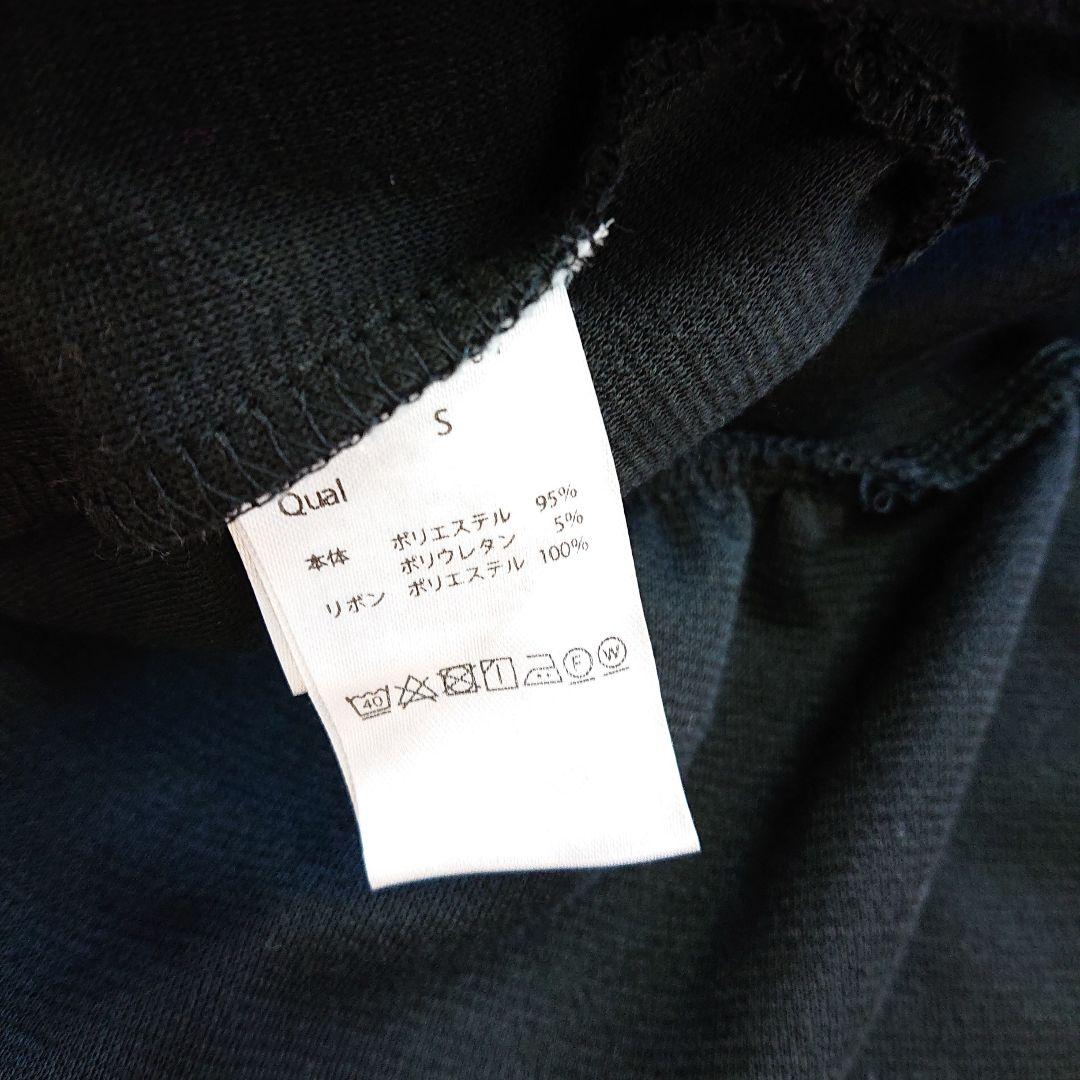 S
Qual
本体 ポリエステル 95%
ポリウレタン 5%
リボン ポリエステル 100%
40 F W